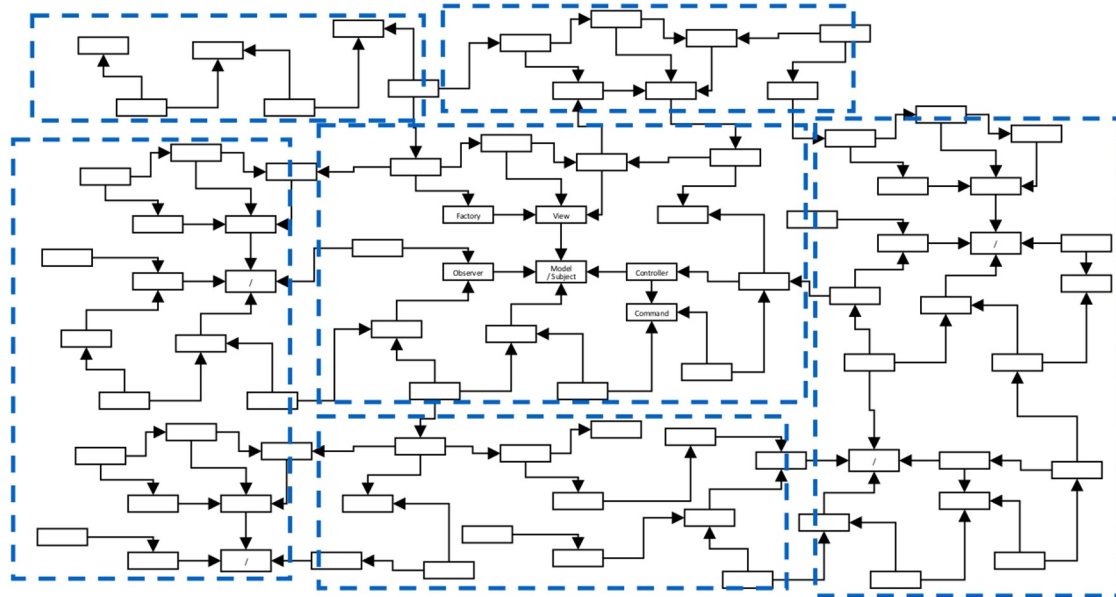 Factory
View
Observer
Model
/ Subject
Controller
/
/
Command
/
/